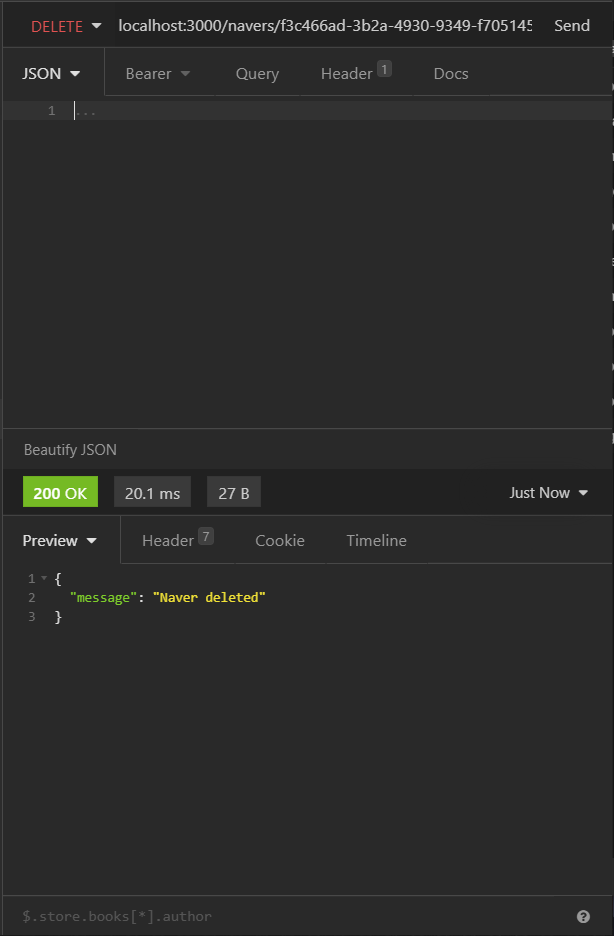 DELETE localhost:3000/navers/f3c466ad-3b2a-4930-9349-f705145 Send
JSON Bearer Query Header 1 Docs
1 ...
Beautify JSON
200 OK 20.1 ms 27 B Just Now
Preview Header 7 Cookie Timeline
1 {
2 "message": "Naver deleted"
3 }
$.store.books[*].author